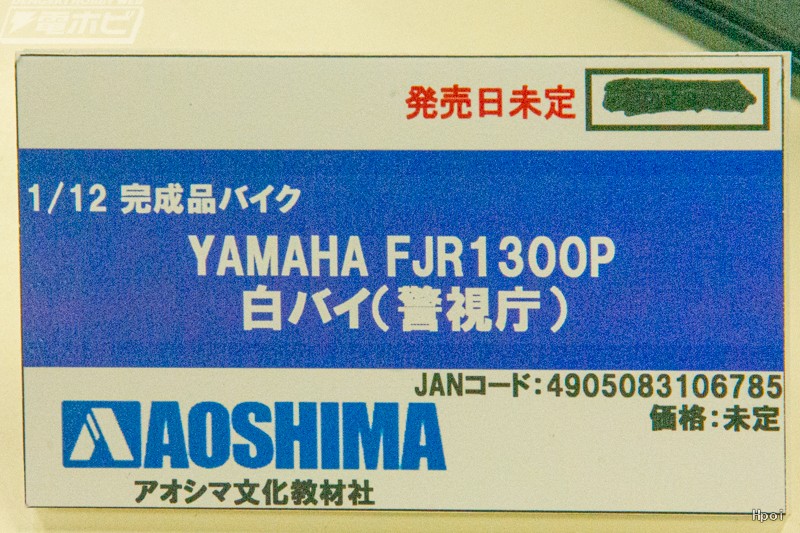 電ホビ
発売日未定
1/12 完成品バイク
YAMAHA FJR1300P
白バイ(警視庁)
JANコード:4905083106785
価格:未定
AOSHIMA
アオシマ文化教材社
Hpoi